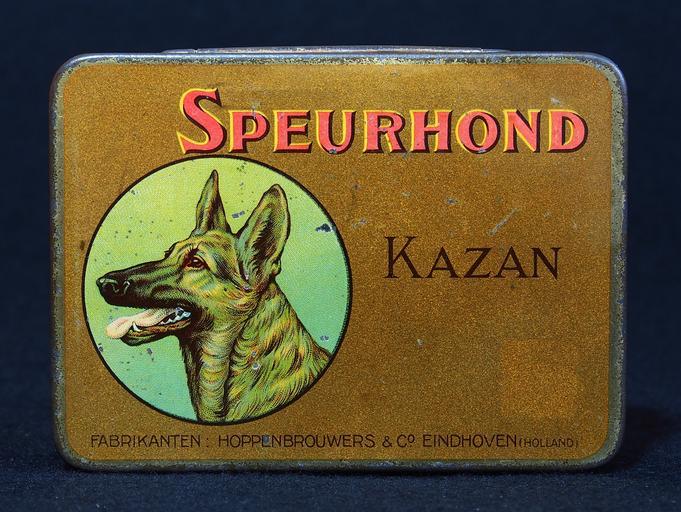 SPEURHOND
KAZAN
FABRIKANTEN: HOPPENBROUWERS & Co EINDHOVEN (HOLLAND)